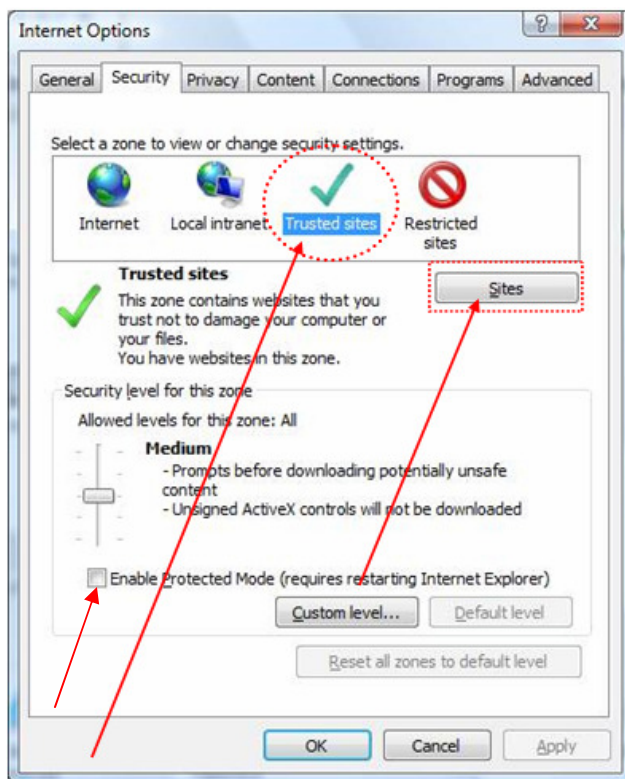 Internet Options
General Security Privacy Content Connections Programs Advanced
Select a zone to view or change security settings.
Internet Local intranet Trusted sites Restricted
sites
Trusted sites
Sites
This zone contains websites that you
trust not to damage your computer or
your files.
You have websites in this zone.
Security level for this zone
Allowed levels for this zone: All
Medium
- Prompts before downloading potentially unsafe
content
- Unsigned ActiveX controls will not be downloaded
Enable Protected Mode (requires restarting Internet Explorer)
Custom level... Default level
Reset all zones to default level
OK Cancel Apply